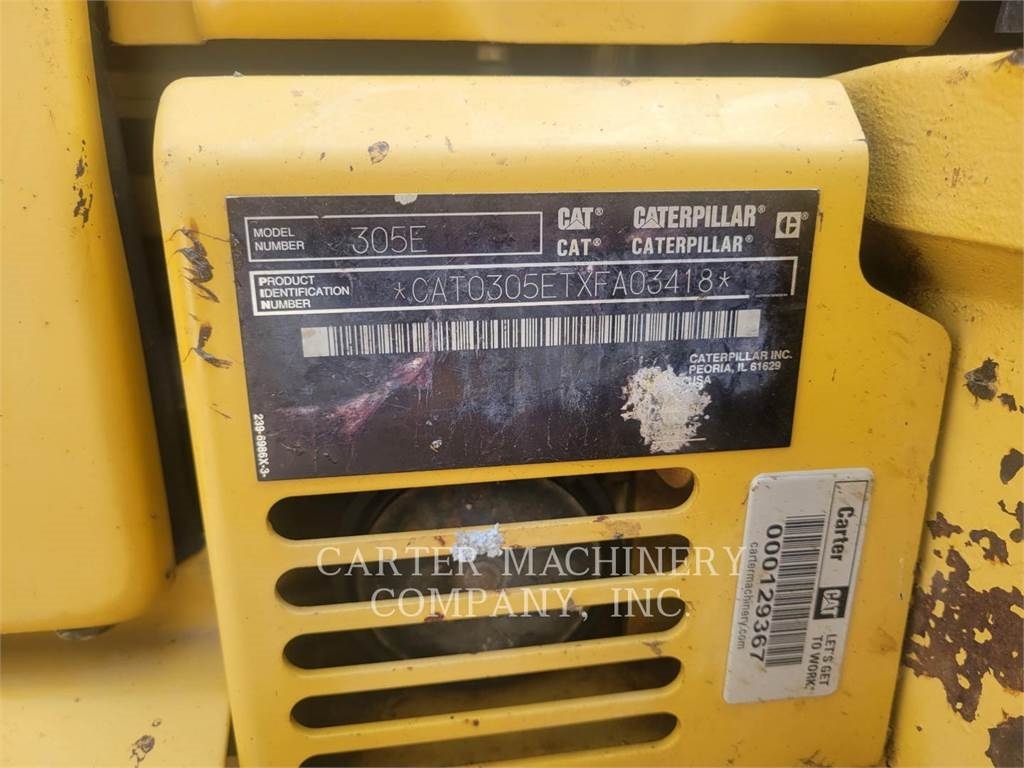 MODEL
NUMBER 305E
CAT® CATERPILLAR®
CAT® CATERPILLAR®
PRODUCT
IDENTIFICATION
NUMBER *CAT0305ETXFA03418*
CATERPILLAR INC.
PEORIA, IL 61629
USA
239-6986X-3
CARTER MACHINERY
COMPANY, INC.
Carter CAT LET'S GET
TO WORK.
0000129367
cartermachinery.com